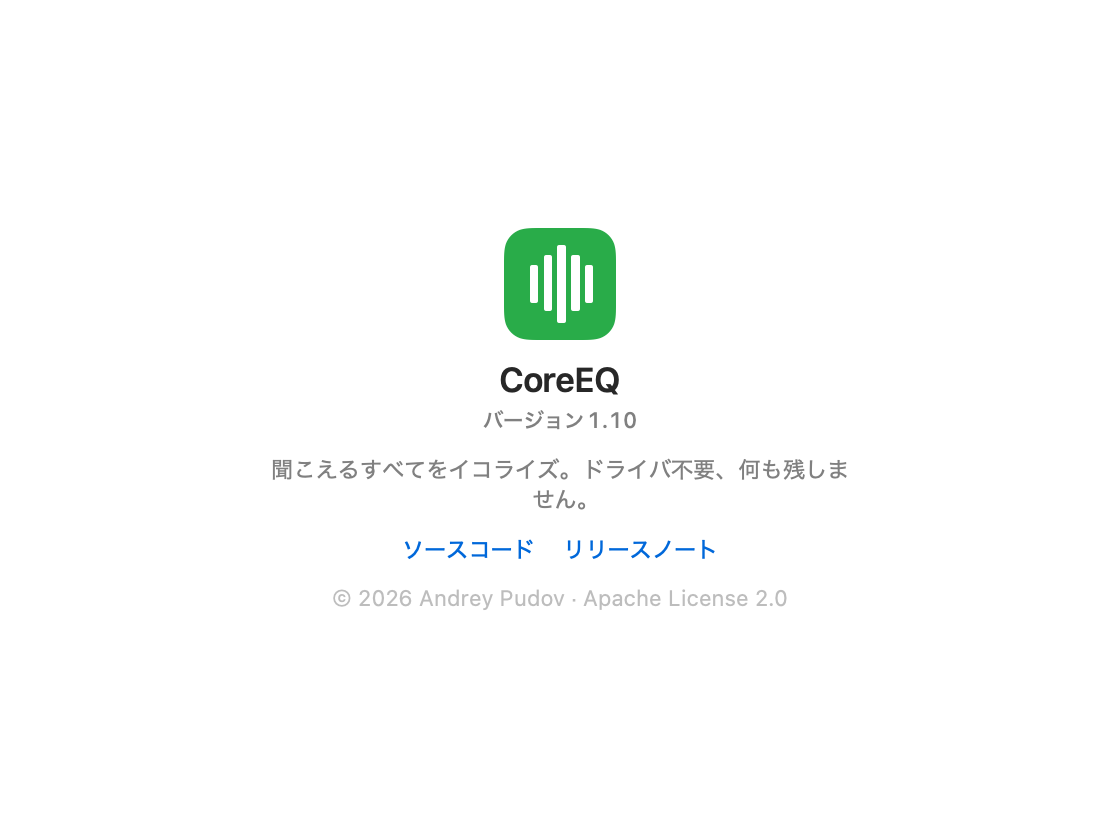 CoreEQ
バージョン 1.10
聞こえるすべてをイコライズ。ドライバ不要、何も残しま
せん。
ソースコード リリースノート
© 2026 Andrey Pudov · Apache License 2.0